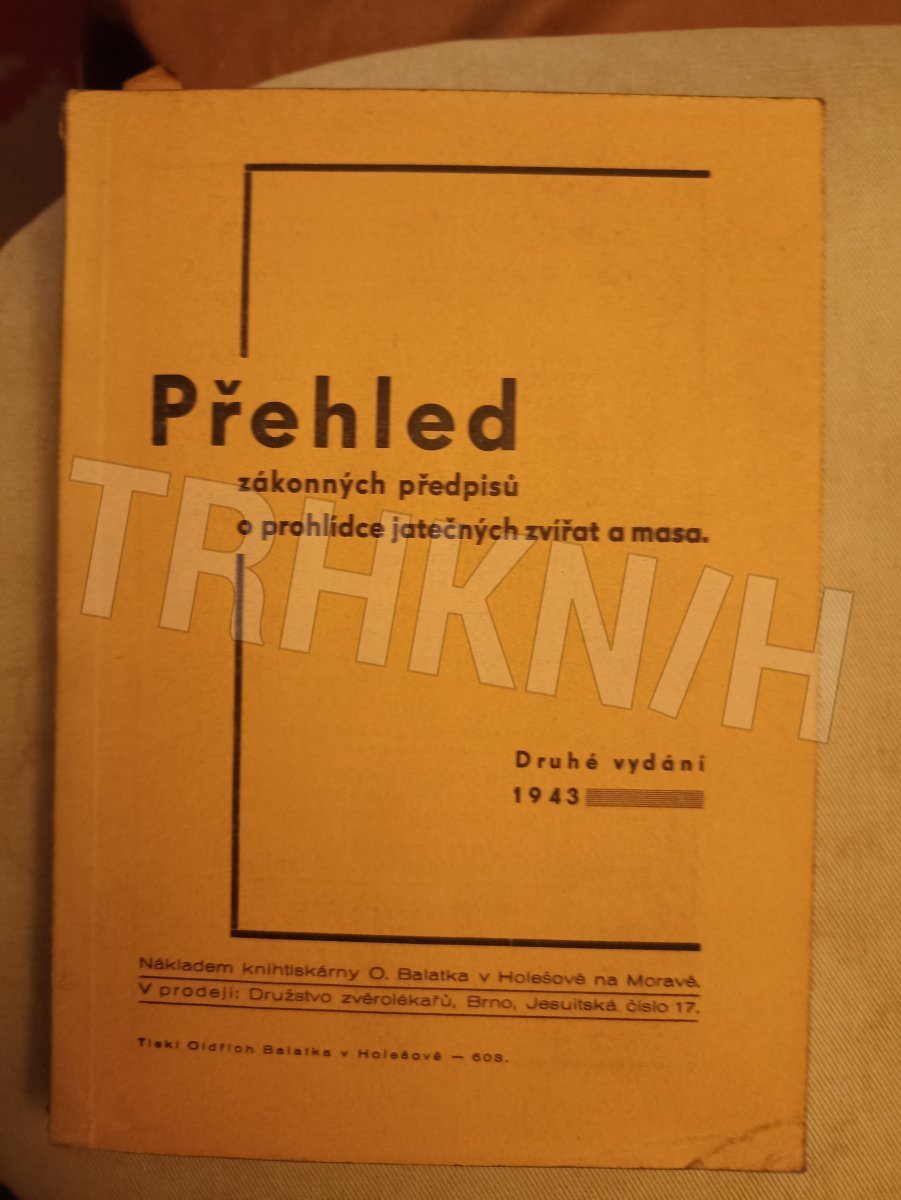 Přehled
zákonných předpisů
o prohlídce jatečných zvířat a masa.
TRHKN/H
Druhé vydání
1943
Nákladem knihtiskárny O. Balatka v Holešově na Moravě.
V prodeji: Družstvo zvěrolékařů, Brno, Jesuitská číslo 17.
Tiskl Oldřich Balatka v Holešově — 608.